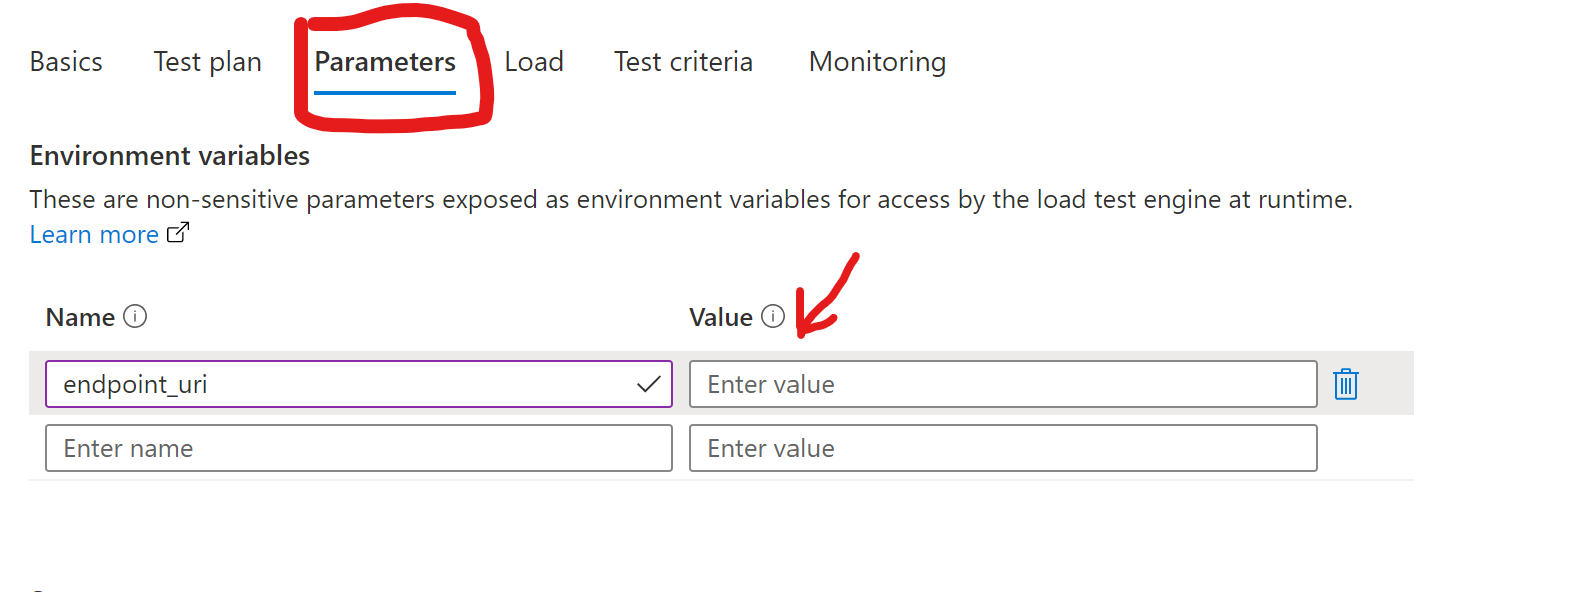 Basics Test plan Parameters Load Test criteria Monitoring
Environment variables
These are non-sensitive parameters exposed as environment variables for access by the load test engine at runtime.
Learn more
Name Value
endpoint_uri Enter value
Enter name Enter value